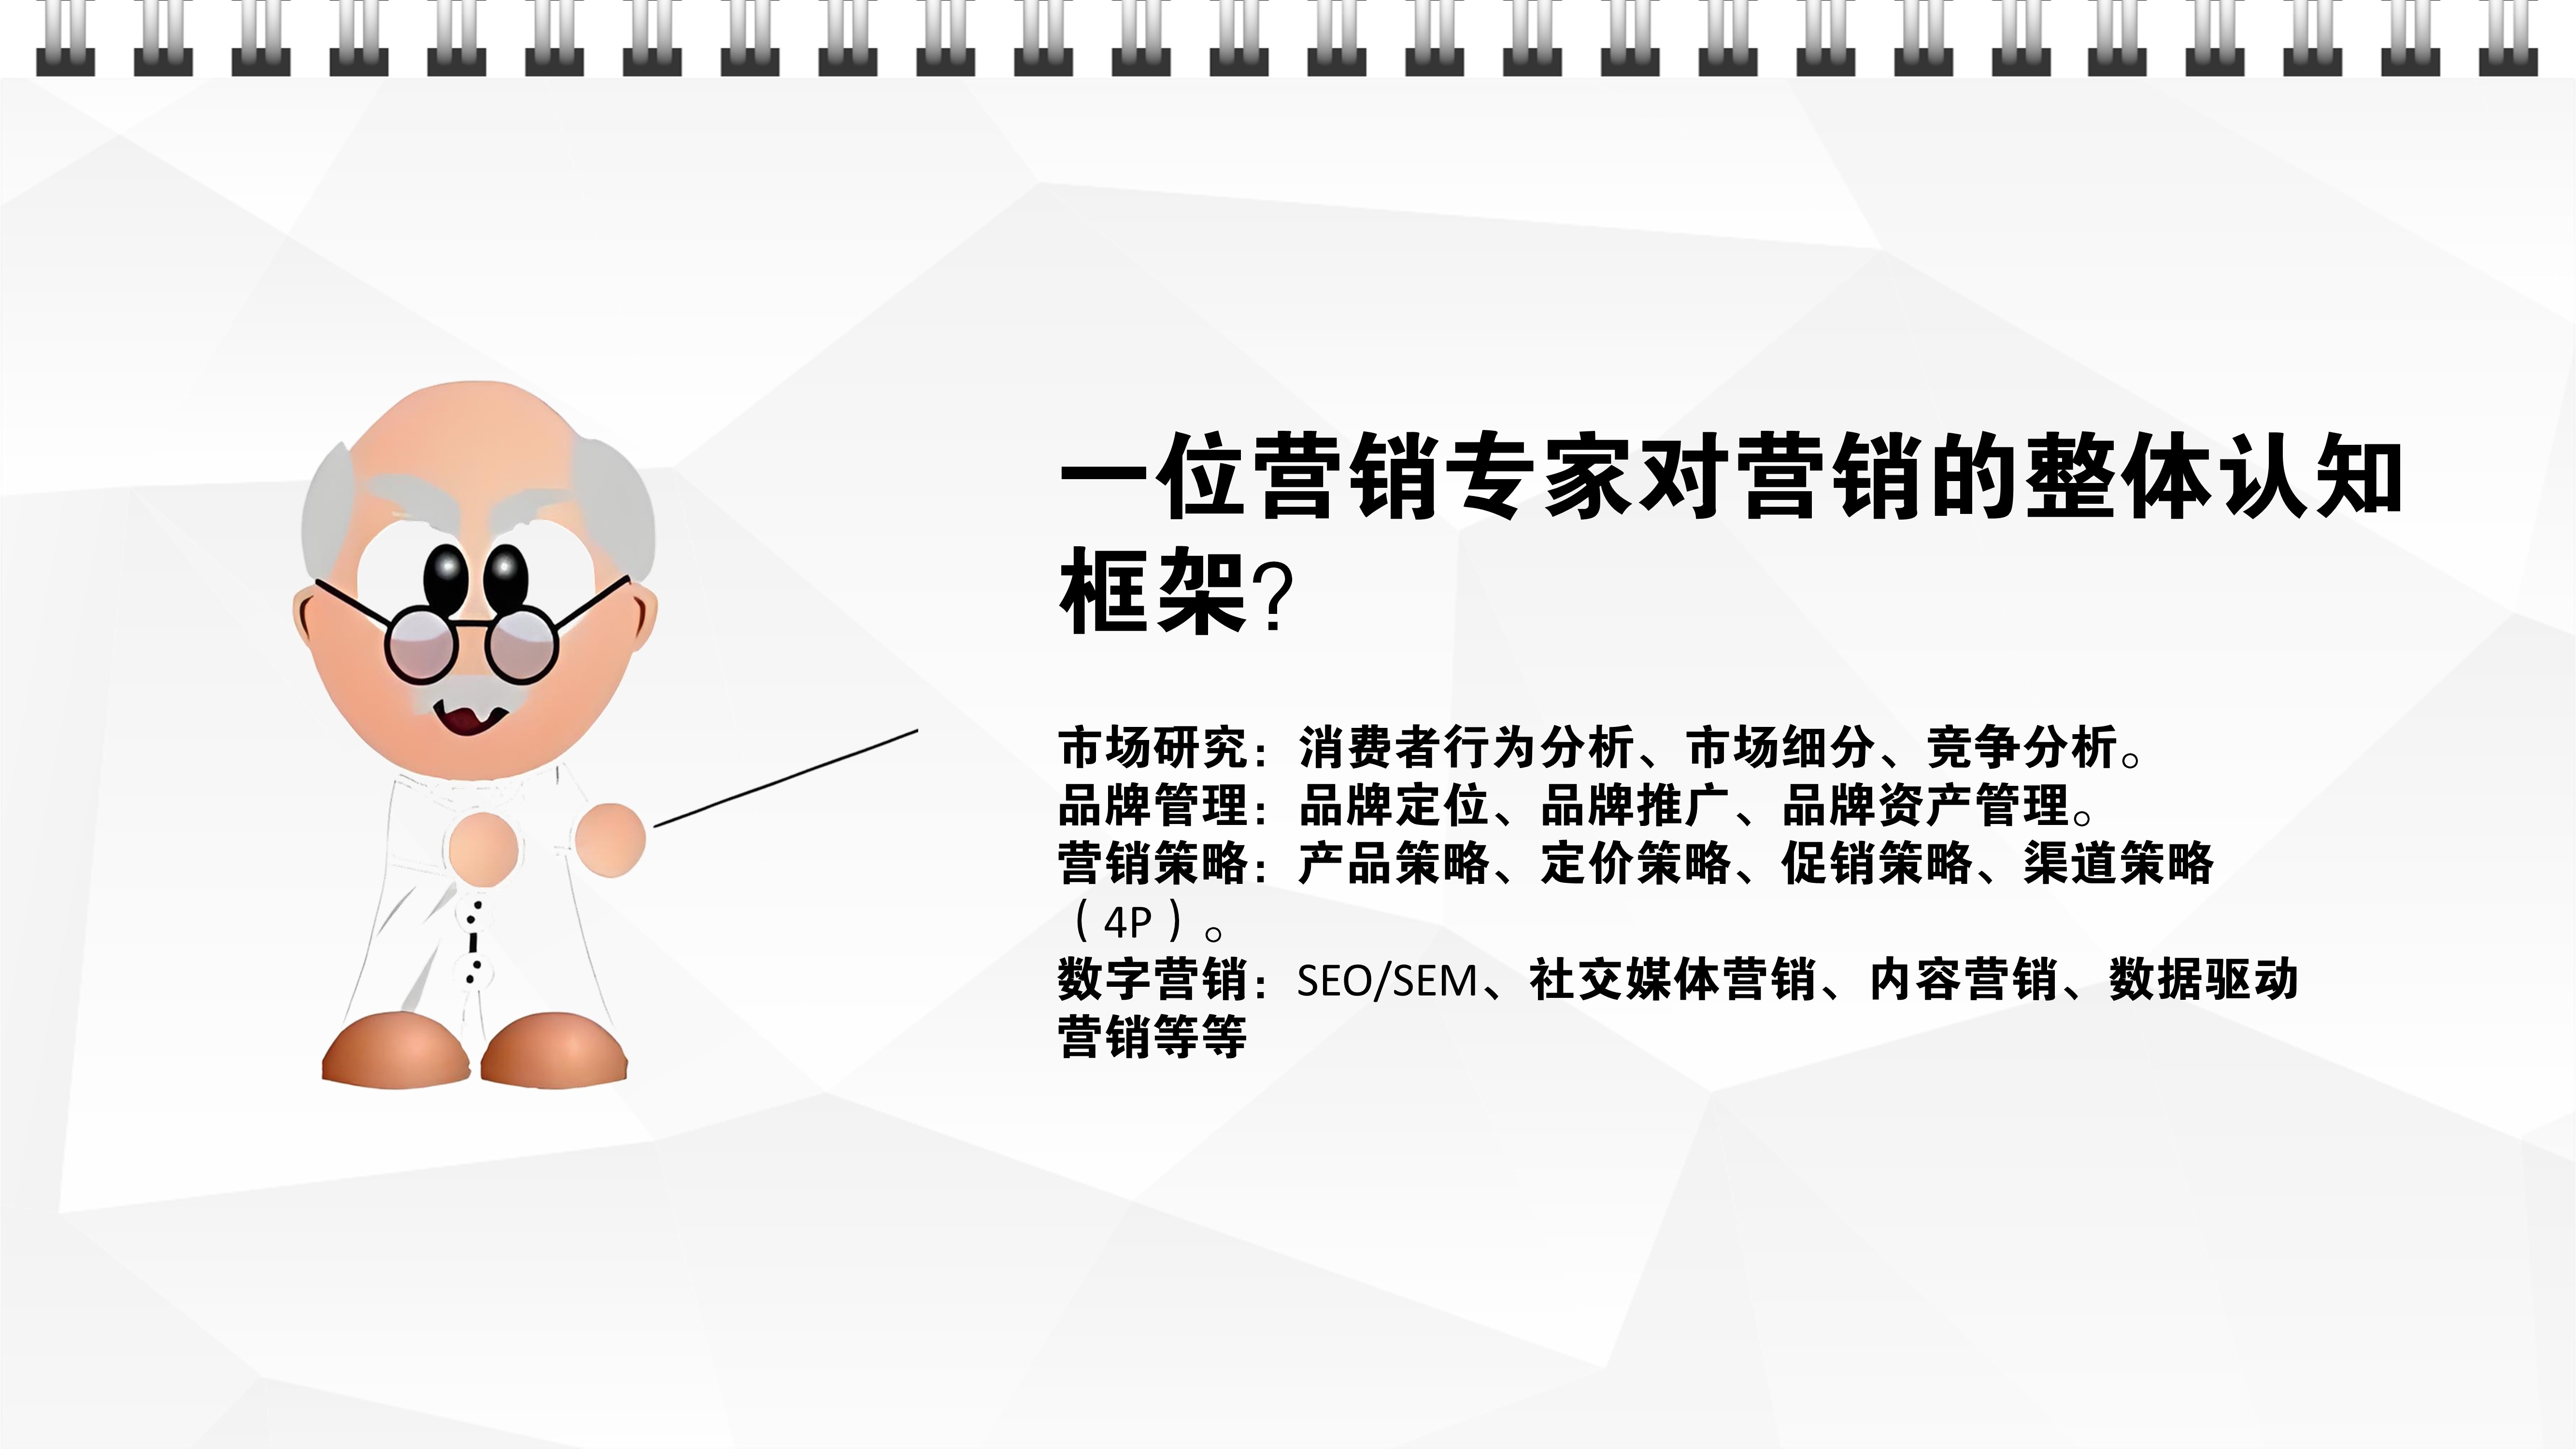 一位营销专家对营销的整体认知
框架?
市场研究：消费者行为分析、市场细分、竞争分析。
品牌管理：品牌定位、品牌推广、品牌资产管理。
营销策略：产品策略、定价策略、促销策略、渠道策略
（4P）。
数字营销：SEO/SEM、社交媒体营销、内容营销、数据驱动
营销等等